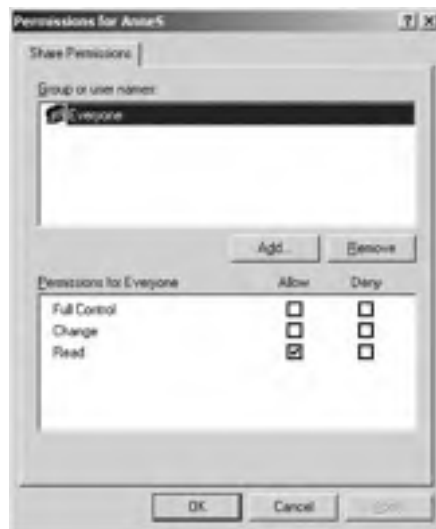 Permissions for AnneS
Share Permissions
Group or user names:
Everyone
Add...
Remove
Permissions for Everyone
Allow
Deny
Full Control
Change
Read
OK
Cancel
Apply